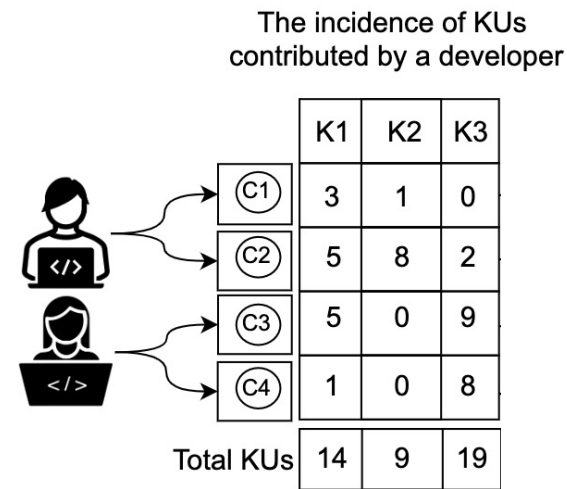 The incidence of KUs
contributed by a developer
K1 K2 K3
C1 3 1 0
</> C2 5 8 2
C3 5 0 9
</> C4 1 0 8
Total KUs 14 9 19